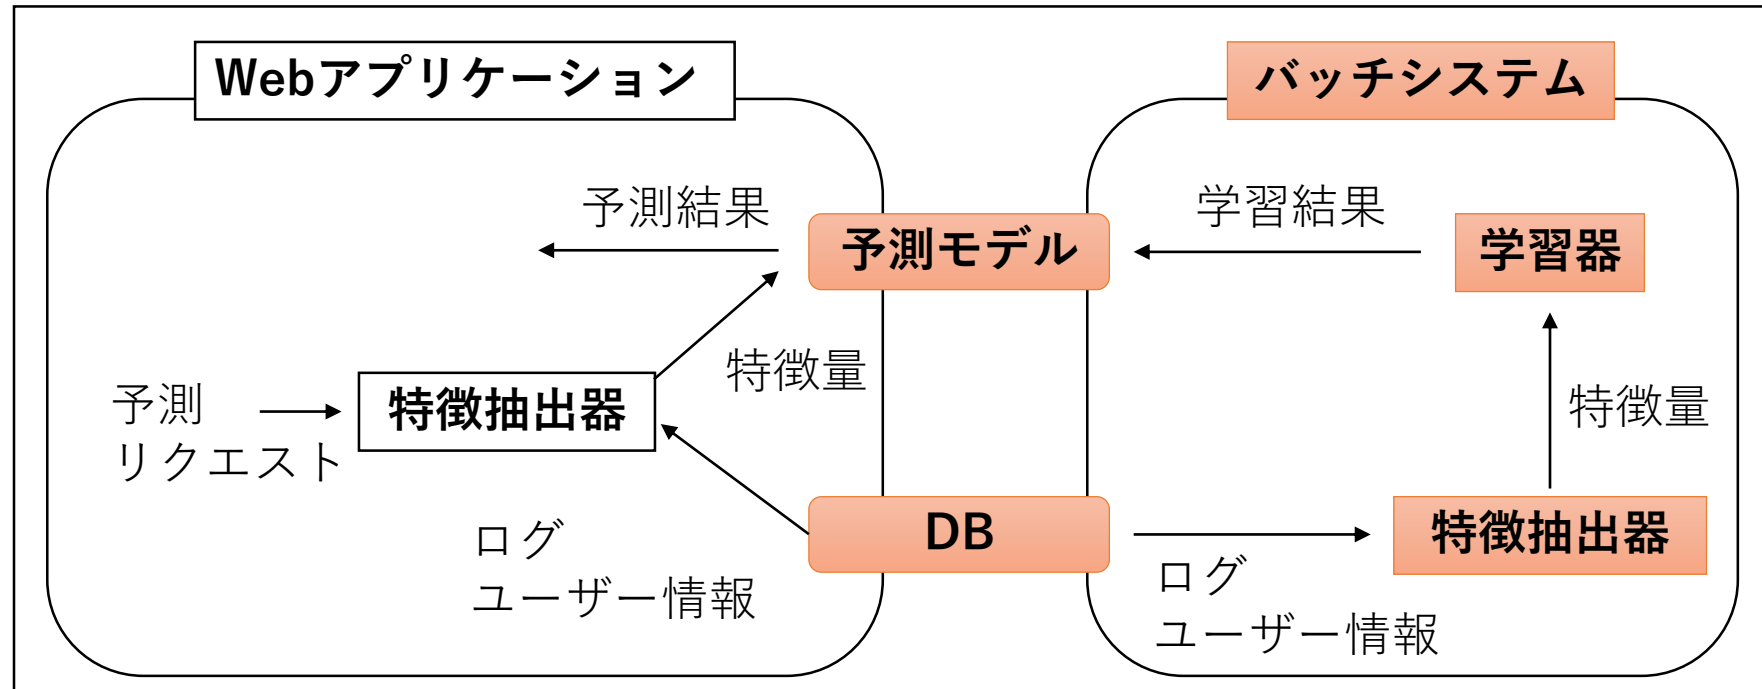 Webアプリケーション
バッチシステム
予測結果
予測モデル
学習結果
学習器
特徴量
予測
リクエスト
特徴抽出器
特徴量
ログ
ユーザー情報
DB
ログ
ユーザー情報
特徴抽出器